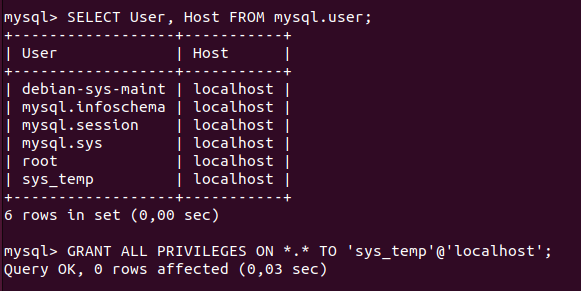 mysql> SELECT User, Host FROM mysql.user;
+------------------+-----------+
| User             | Host      |
+------------------+-----------+
| debian-sys-maint | localhost |
| mysql.infoschema | localhost |
| mysql.session    | localhost |
| mysql.sys        | localhost |
| root             | localhost |
| sys_temp         | localhost |
+------------------+-----------+
6 rows in set (0,00 sec)
mysql> GRANT ALL PRIVILEGES ON *.* TO 'sys_temp'@'localhost';
Query OK, 0 rows affected (0,03 sec)